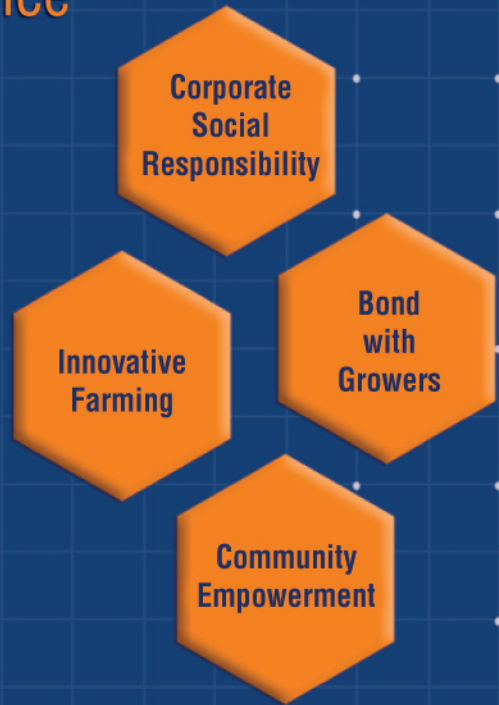 Corporate
Social
Responsibility
Bond
with
Growers
Innovative
Farming
Community
Empowerment